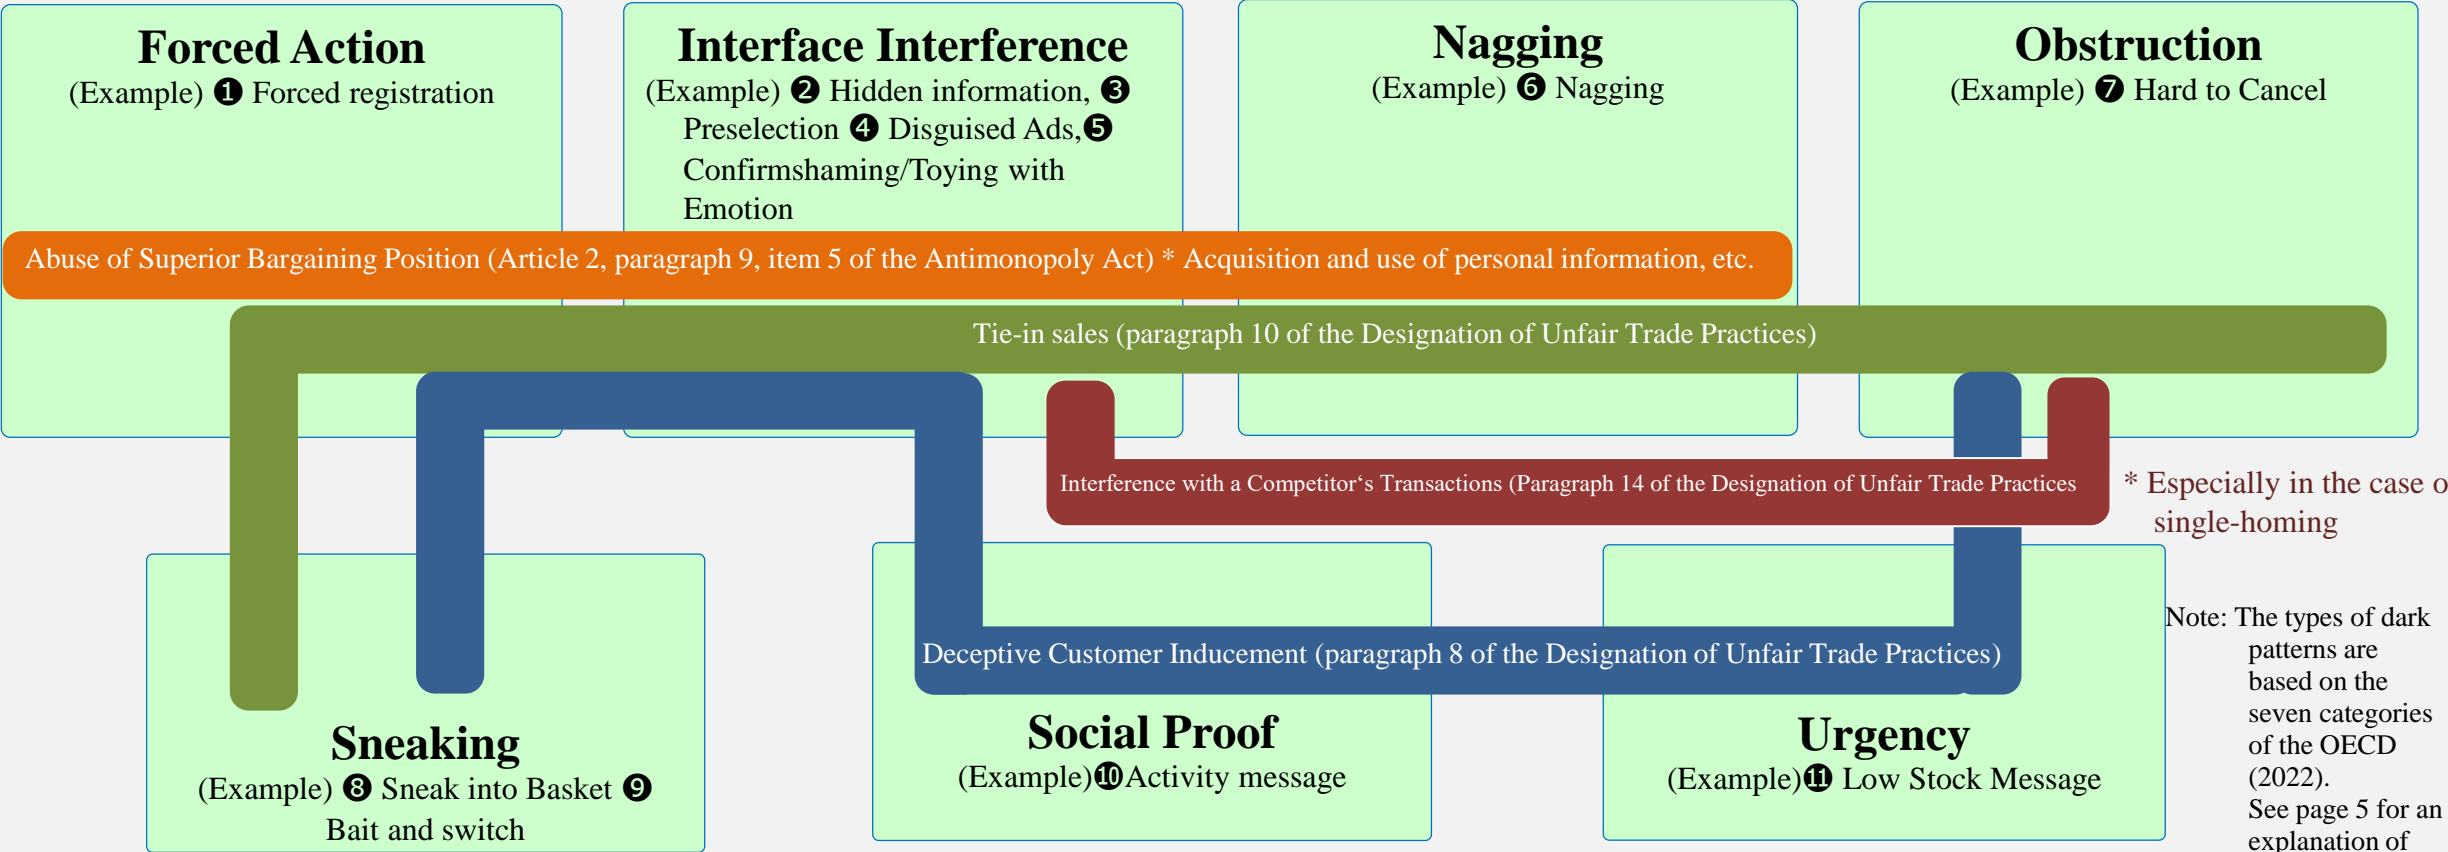 Forced Action
(Example) ❶ Forced registration
Interface Interference
(Example) ❷ Hidden information, ❸
Preselection ❹ Disguised Ads,❺
Confirmshaming/Toying with
Emotion
Nagging
(Example) ❻ Nagging
Obstruction
(Example) ❼ Hard to Cancel
Abuse of Superior Bargaining Position (Article 2, paragraph 9, item 5 of the Antimonopoly Act) * Acquisition and use of personal information, etc.
Tie-in sales (paragraph 10 of the Designation of Unfair Trade Practices)
Interference with a Competitor‘s Transactions (Paragraph 14 of the Designation of Unfair Trade Practices
* Especially in the case o
single-homing
Deceptive Customer Inducement (paragraph 8 of the Designation of Unfair Trade Practices)
Sneaking
(Example) ❽ Sneak into Basket ❾
Bait and switch
Social Proof
(Example)❿Activity message
Urgency
(Example)⓫ Low Stock Message
Note: The types of dark
patterns are
based on the
seven categories
of the OECD
(2022).
See page 5 for an
explanation of